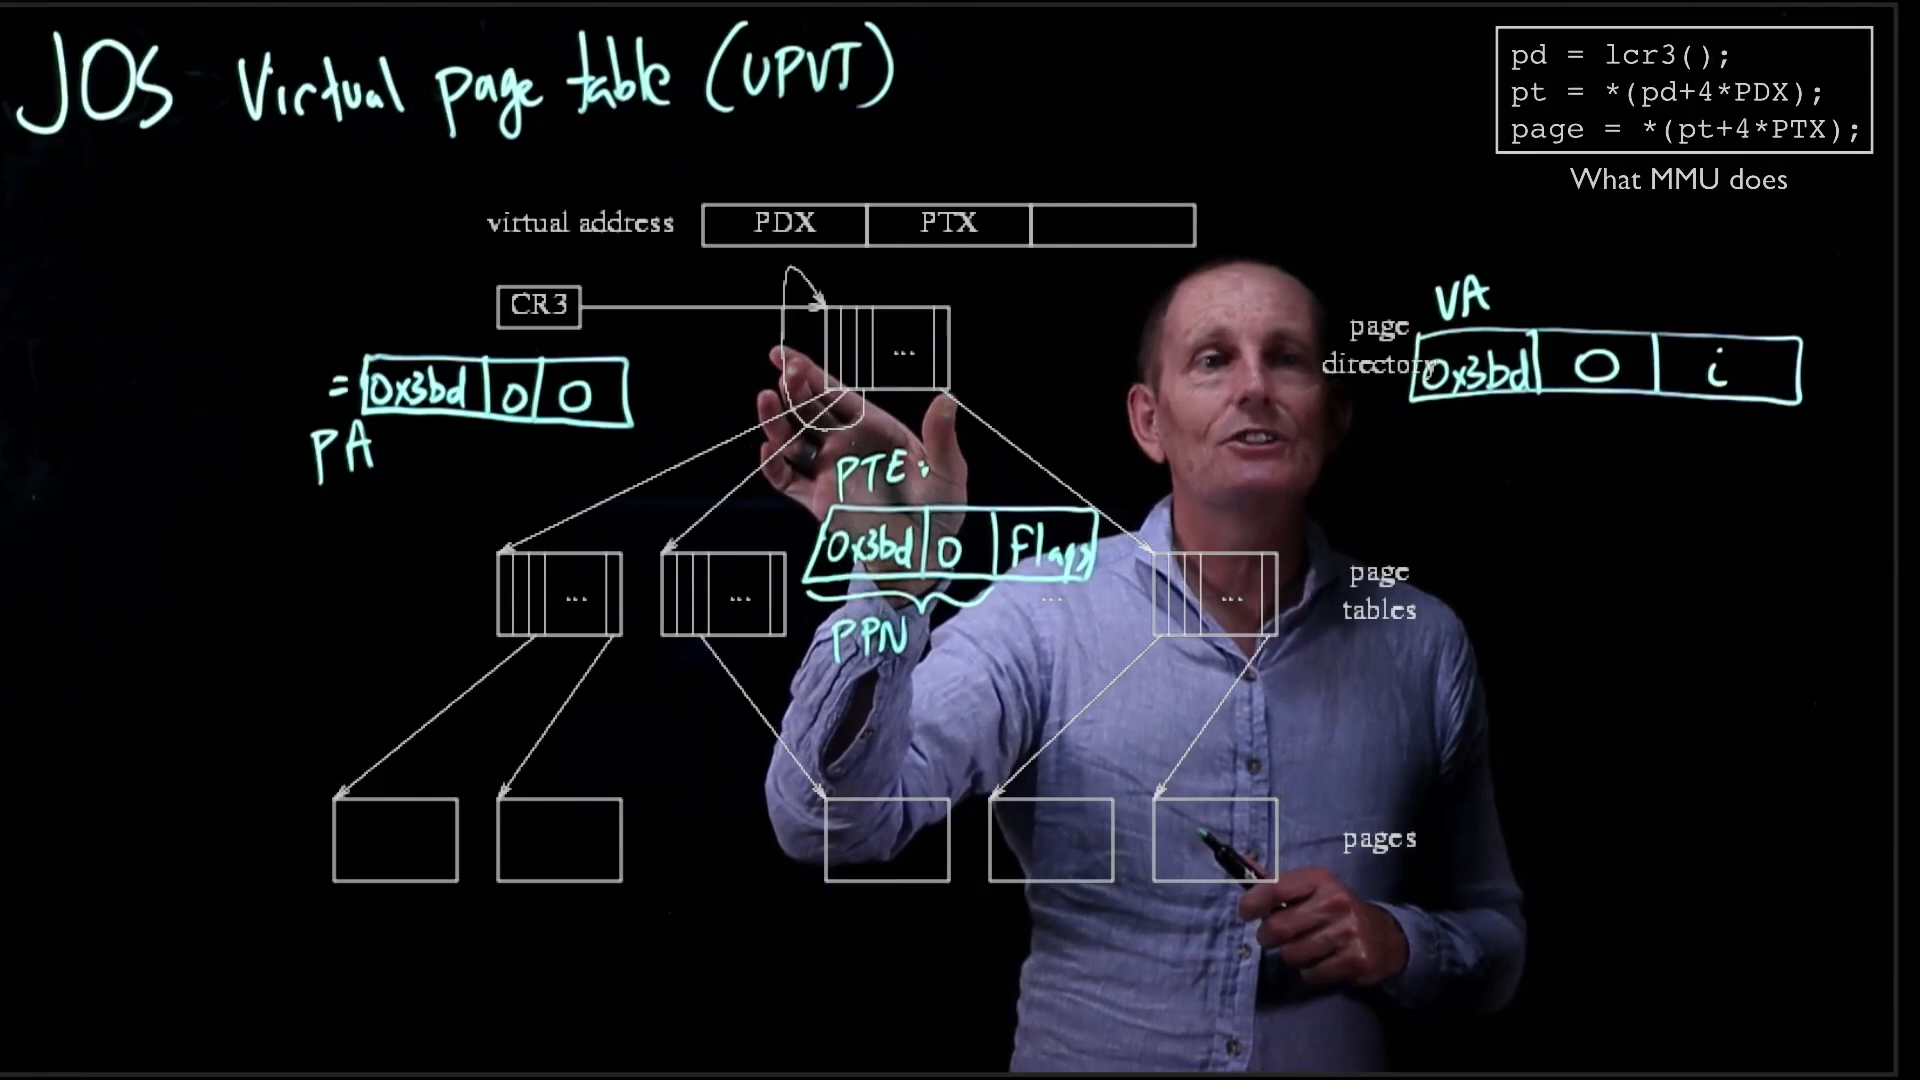 JOS Virtual page table (UPVT)
pd = lcr3();
pt = *(pd+4*PDX);
page = *(pt+4*PTX);
What MMU does
virtual address PDX PTX
CR3
...
page
directory
VA
0x3bd 0 i
= 0x3bd 0 0
PA
PTE:
0x3bd 0 Flags
PPN
... ... ... ...
page
tables
pages